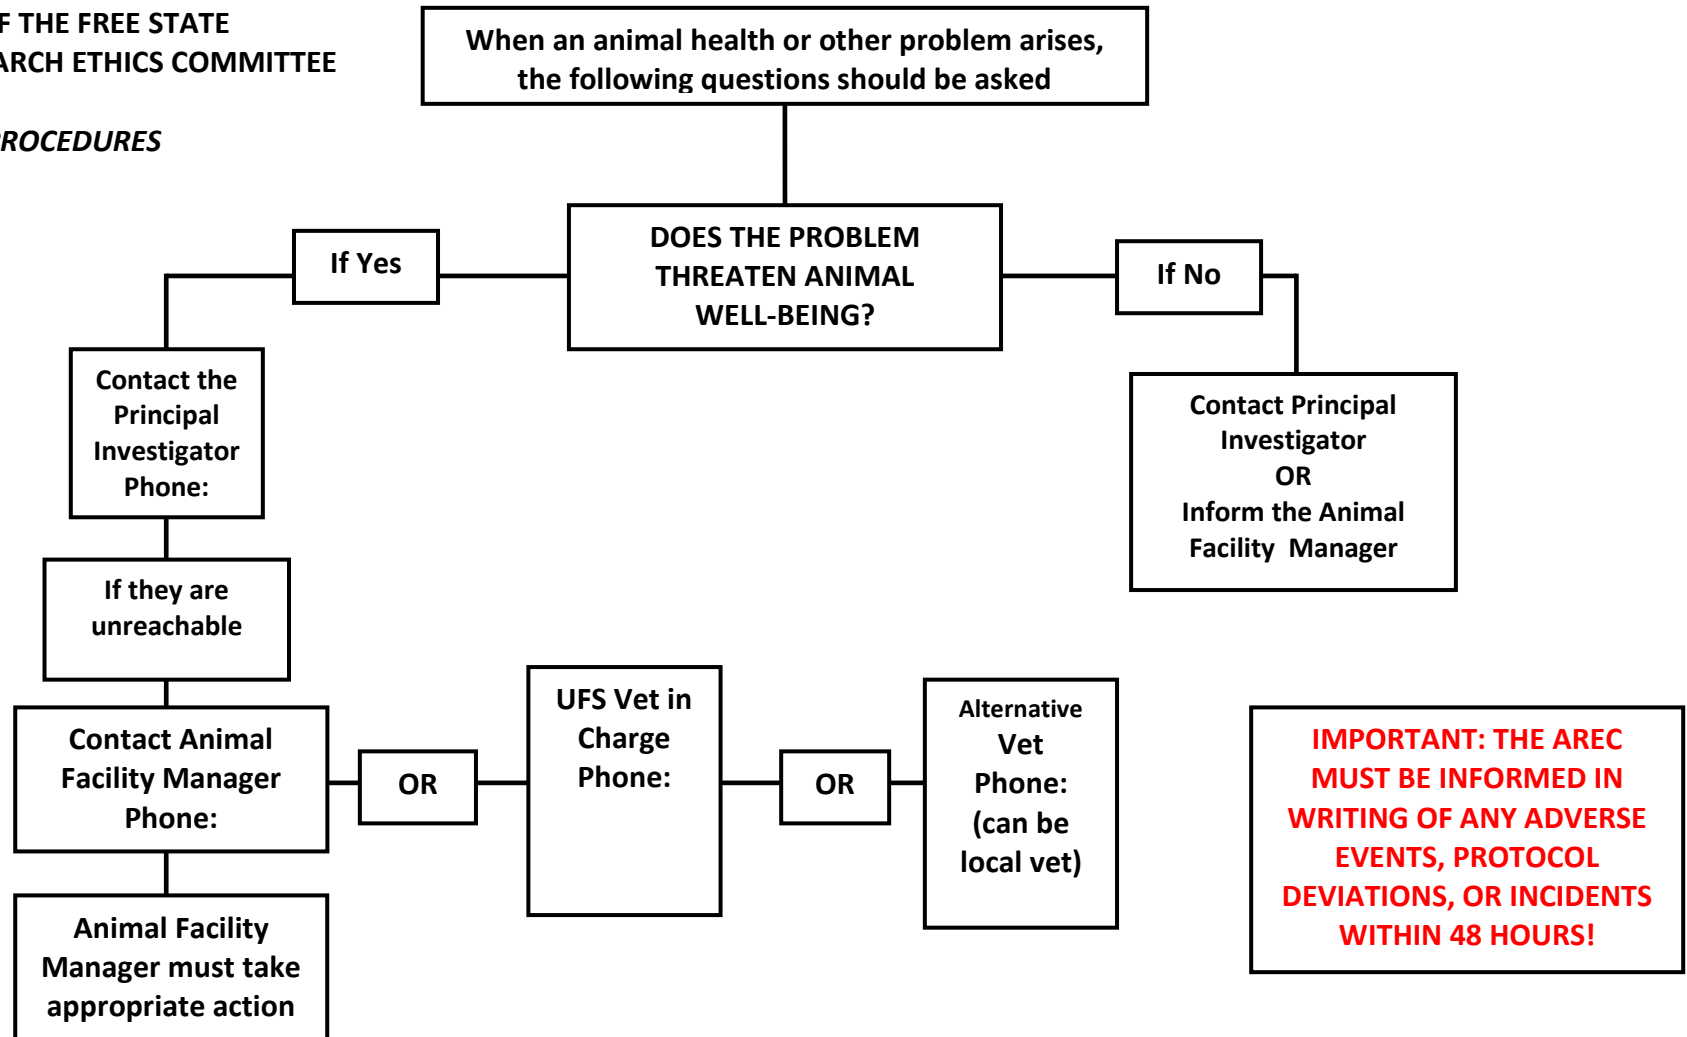 F THE FREE STATE
ARCH ETHICS COMMITTEE
ROCEDURES
When an animal health or other problem arises,
the following questions should be asked
DOES THE PROBLEM
THREATEN ANIMAL
WELL-BEING?
If Yes
If No
Contact the
Principal
Investigator
Phone:
Contact Principal
Investigator
OR
Inform the Animal
Facility Manager
If they are
unreachable
Contact Animal
Facility Manager
Phone:
OR
UFS Vet in
Charge
Phone:
OR
Alternative
Vet
Phone:
(can be
local vet)
Animal Facility
Manager must take
appropriate action
IMPORTANT: THE AREC
MUST BE INFORMED IN
WRITING OF ANY ADVERSE
EVENTS, PROTOCOL
DEVIATIONS, OR INCIDENTS
WITHIN 48 HOURS!